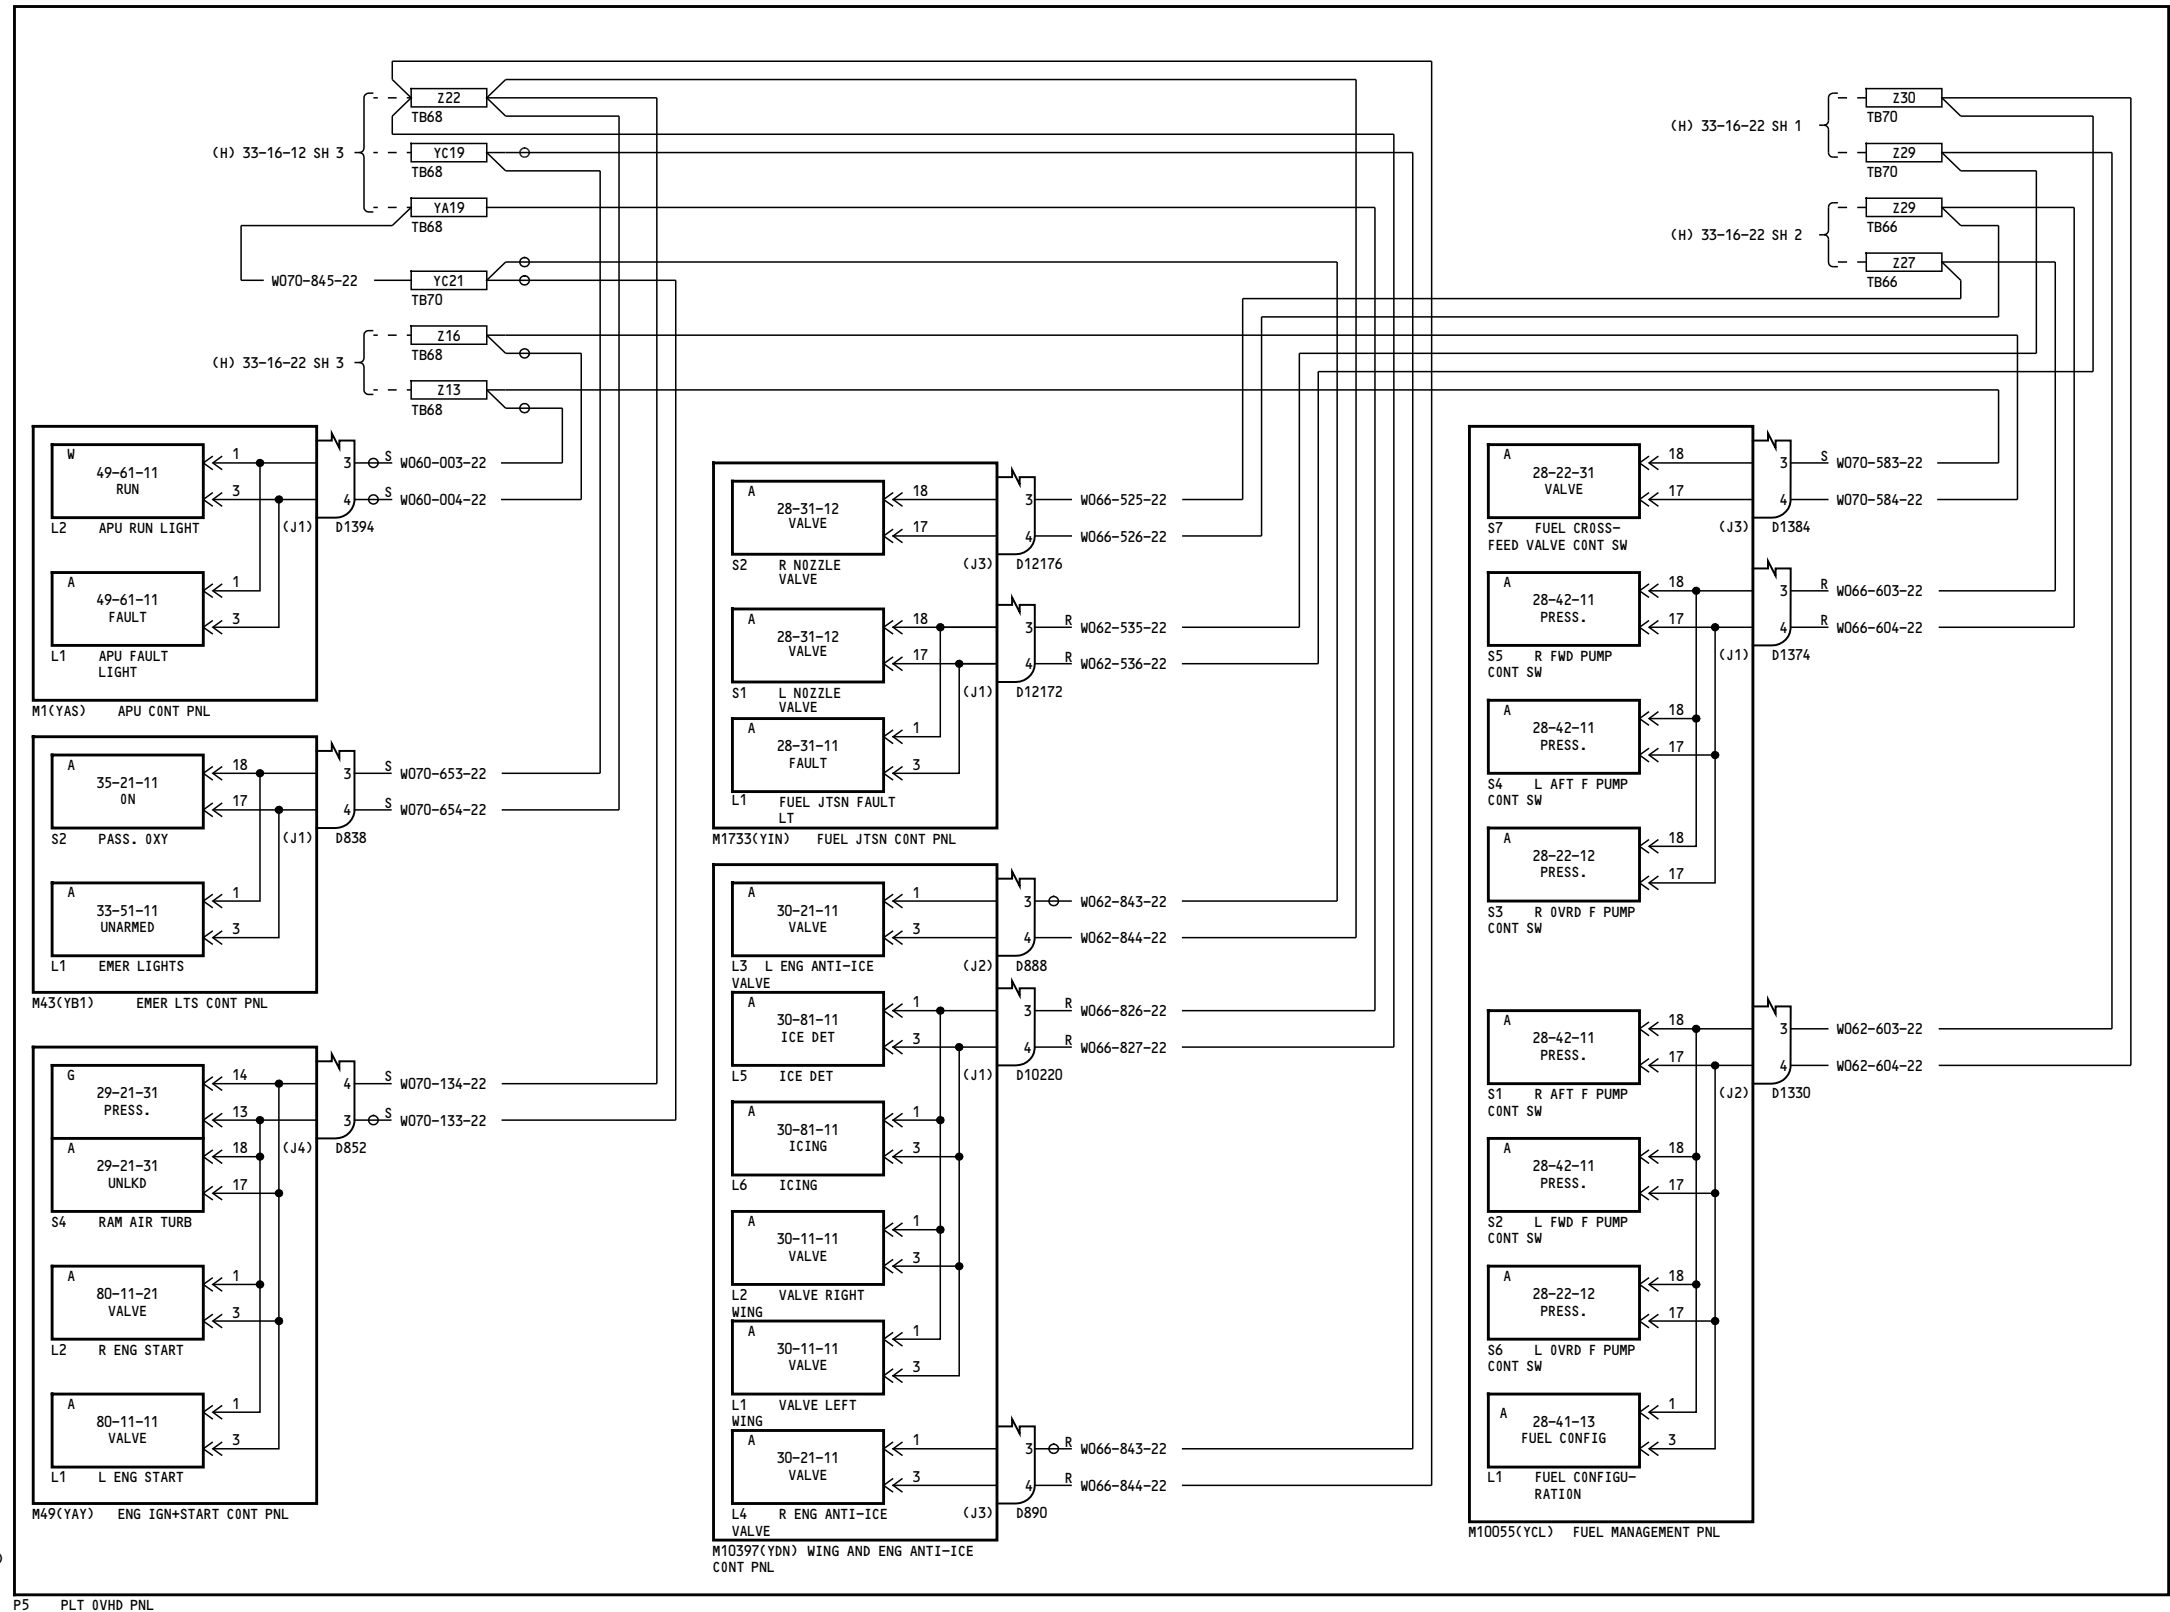 Z22
TB68
(H) 33-16-12 SH 3
YC19
TB68
YA19
TB68
W070-845-22
YC21
TB70
Z16
TB68
(H) 33-16-22 SH 3
Z13
TB68
(H) 33-16-22 SH 1
Z30
TB70
Z29
TB70
(H) 33-16-22 SH 2
Z29
TB66
Z27
TB66
W
49-61-11
RUN
1
3
L2 APU RUN LIGHT
(J1)
3
4
D1394
S W060-003-22
S W060-004-22
A
49-61-11
FAULT
1
3
L1 APU FAULT
LIGHT
M1(YAS) APU CONT PNL
A
35-21-11
ON
18
17
S2 PASS. OXY
(J1)
3
4
D838
S W070-653-22
S W070-654-22
A
33-51-11
UNARMED
1
3
L1 EMER LIGHTS
M43(YB1) EMER LTS CONT PNL
G
29-21-31
PRESS.
14
13
4
3
S W070-134-22
S W070-133-22
(J4)
D852
A
29-21-31
UNLKD
18
17
S4 RAM AIR TURB
A
80-11-21
VALVE
1
3
L2 R ENG START
A
80-11-11
VALVE
1
3
L1 L ENG START
M49(YAY) ENG IGN+START CONT PNL
A
28-31-12
VALVE
18
17
S2 R NOZZLE
VALVE
(J3)
3
4
D12176
W066-525-22
W066-526-22
A
28-31-12
VALVE
18
17
S1 L NOZZLE
VALVE
(J1)
3
4
D12172
R W062-535-22
R W062-536-22
A
28-31-11
FAULT
1
3
L1 FUEL JTSN FAULT
LT
M1733(YIN) FUEL JTSN CONT PNL
A
30-21-11
VALVE
1
3
L3 L ENG ANTI-ICE
VALVE
(J2)
3
4
D888
W062-843-22
W062-844-22
A
30-81-11
ICE DET
1
3
L5 ICE DET
(J1)
3
4
D10220
R W066-826-22
R W066-827-22
A
30-81-11
ICING
1
3
L6 ICING
A
30-11-11
VALVE
1
3
L2 VALVE RIGHT
WING
A
30-11-11
VALVE
1
3
L1 VALVE LEFT
WING
A
30-21-11
VALVE
1
3
L4 R ENG ANTI-ICE
VALVE
(J3)
3
4
D890
R W066-843-22
R W066-844-22
M10397(YDN) WING AND ENG ANTI-ICE
CONT PNL
A
28-22-31
VALVE
18
17
S7 FUEL CROSS-
FEED VALVE CONT SW
(J3)
3
4
D1384
S W070-583-22
W070-584-22
A
28-42-11
PRESS.
18
17
S5 R FWD PUMP
CONT SW
(J1)
3
4
D1374
R W066-603-22
R W066-604-22
A
28-42-11
PRESS.
18
17
S4 L AFT F PUMP
CONT SW
A
28-22-12
PRESS.
18
17
S3 R OVRD F PUMP
CONT SW
A
28-42-11
PRESS.
18
17
S1 R AFT F PUMP
CONT SW
(J2)
3
4
D1330
W062-603-22
W062-604-22
A
28-42-11
PRESS.
18
17
S2 L FWD F PUMP
CONT SW
A
28-22-12
PRESS.
18
17
S6 L OVRD F PUMP
CONT SW
A
28-41-13
FUEL CONFIG
1
3
L1 FUEL CONFIGU-
RATION
M10055(YCL) FUEL MANAGEMENT PNL
P5 PLT OVHD PNL